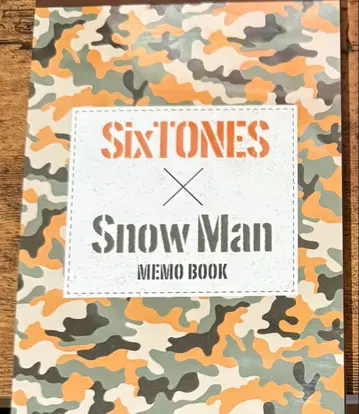 SixTONES
×
Snow Man
MEMO BOOK